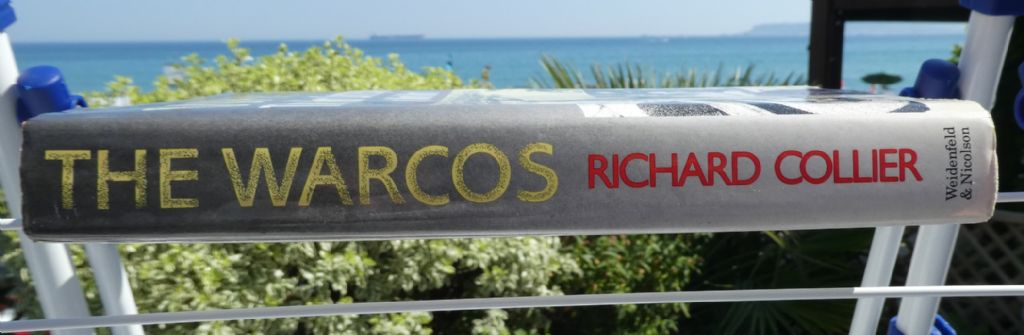 THE WARCOS RICHARD COLLIER
Weidenfeld
& Nicolson